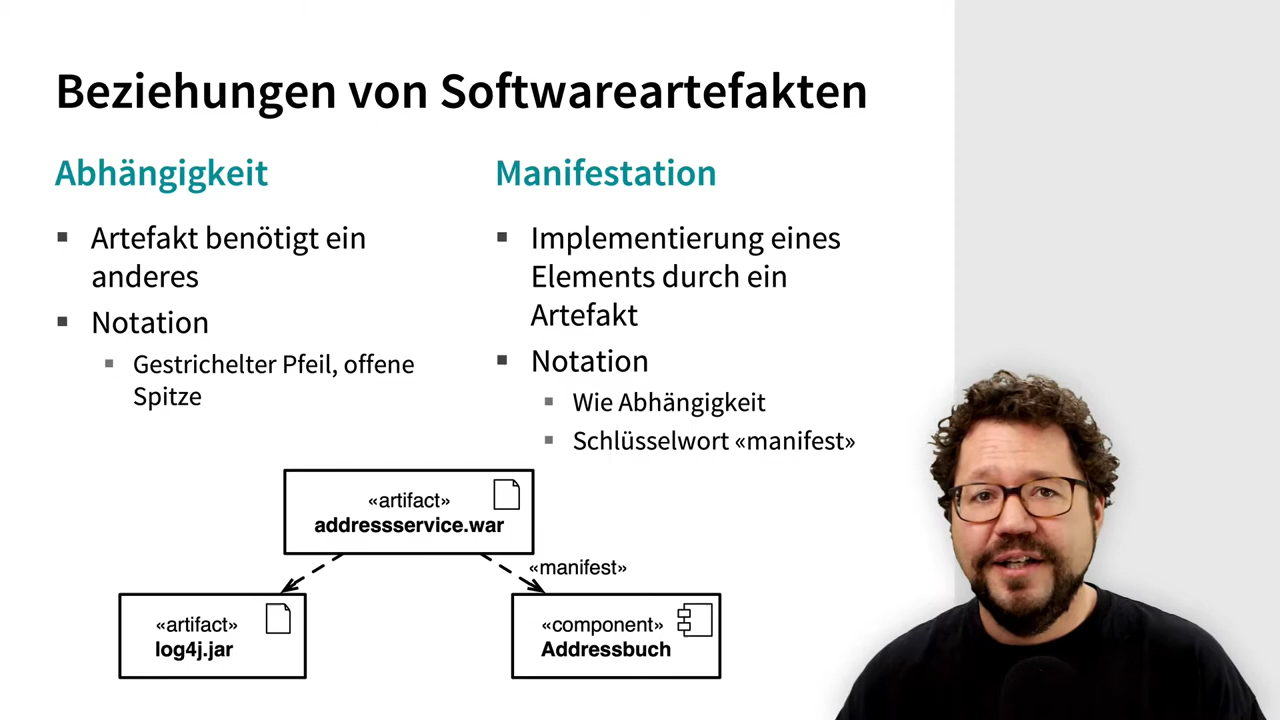 Beziehungen von Softwareartefakten
Abhängigkeit
Artefakt benötigt ein
anderes
Notation
Gestrichelter Pfeil, offene
Spitze
Manifestation
Implementierung eines
Elements durch ein
Artefakt
Notation
Wie Abhängigkeit
Schlüsselwort «manifest»
«artifact»
addressservice.war
«manifest»
«artifact»
log4j.jar
«component»
Addressbuch